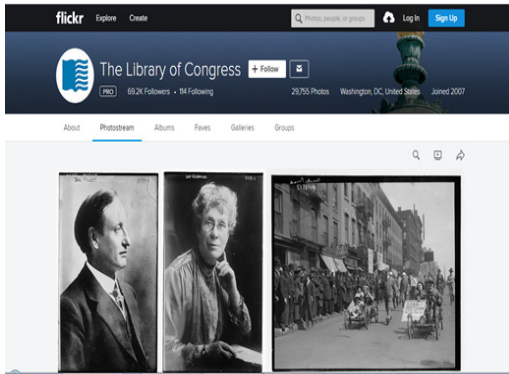 flickr Explore Create Photos, people, or groups Log In Sign Up
The Library of Congress + Follow
PRO 69.2K Followers • 114 Following 29,755 Photos Washington, DC, United States Joined 2007
About Photostream Albums Faves Galleries Groups